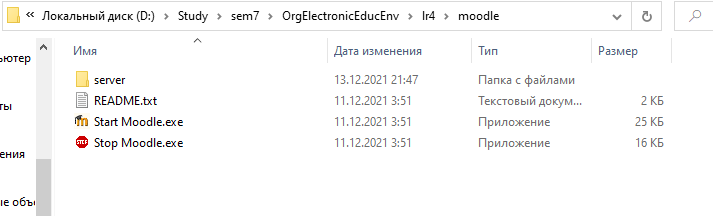 « Локальный диск (D:) > Study > sem7 > OrgElectronicEducEnv > lr4 > moodle
Имя Дата изменения Тип Размер
ьютер
server 13.12.2021 21:47 Папка с файлами
README.txt 11.12.2021 3:51 Текстовый докум... 2 КБ
ты
Start Moodle.exe 11.12.2021 3:51 Приложение 25 КБ
Stop Moodle.exe 11.12.2021 3:51 Приложение 16 КБ
ения
ные объ